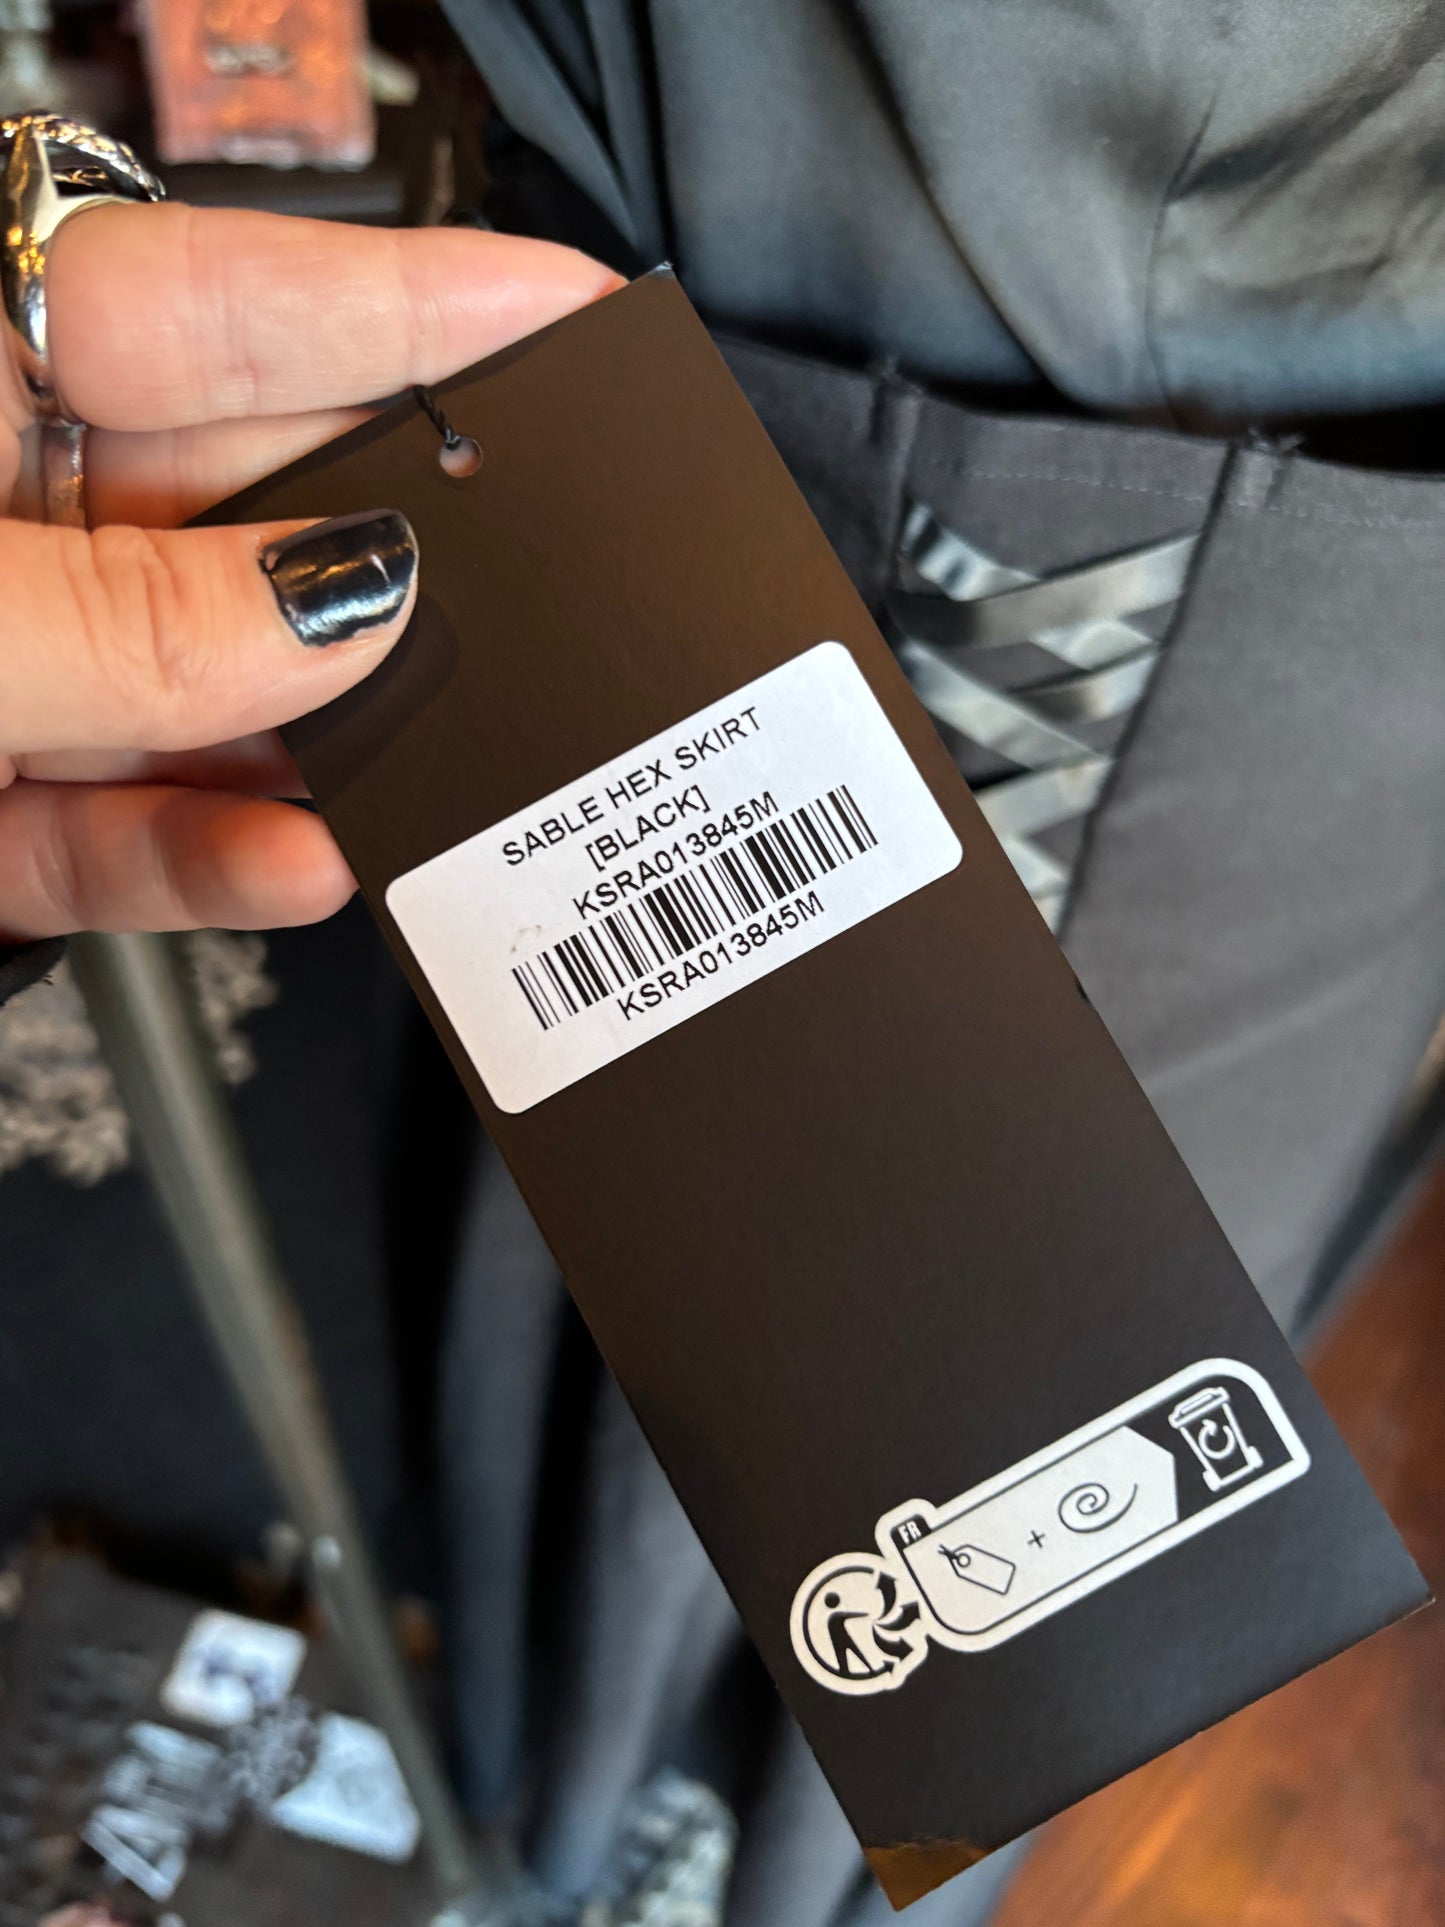 SABLE HEX SKIRT
[BLACK]
KSRA013845M
KSRA013845M
FR
+